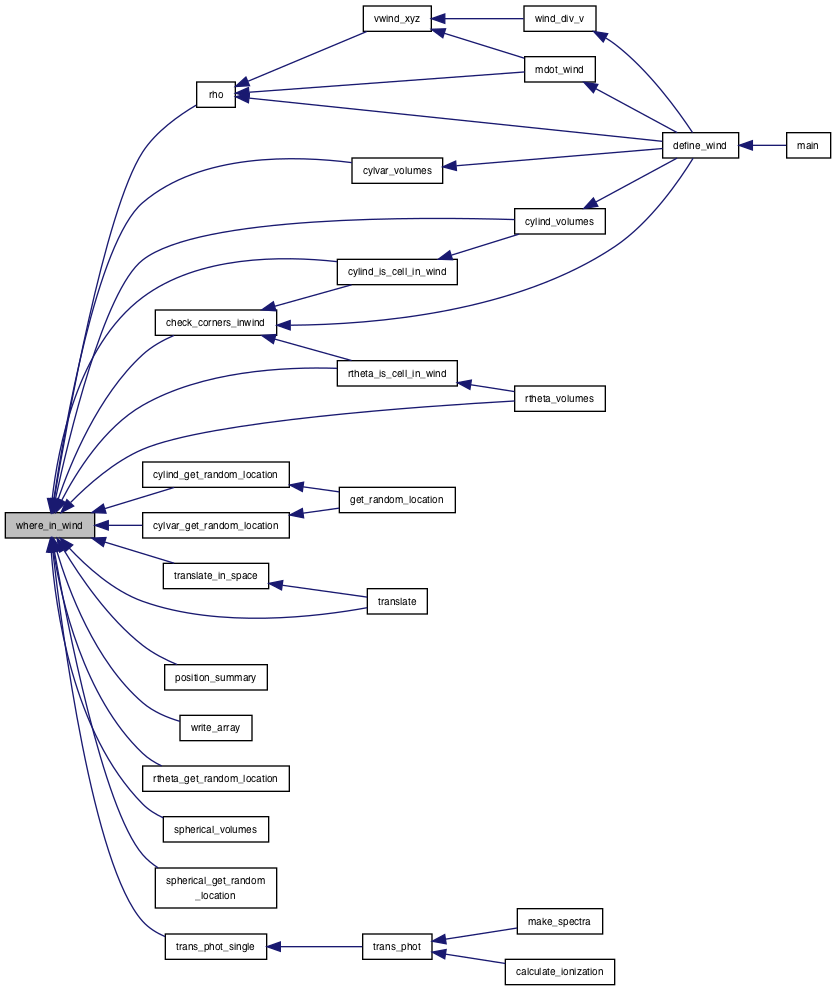 vwind_xyz
wind_div_v
mdot_wind
rho
define_wind
main
cylvar_volumes
cylind_volumes
cylind_is_cell_in_wind
check_corners_inwind
rtheta_is_cell_in_wind
rtheta_volumes
cylind_get_random_location
get_random_location
where_in_wind
cylvar_get_random_location
translate_in_space
translate
position_summary
write_array
rtheta_get_random_location
spherical_volumes
spherical_get_random
_location
make_spectra
trans_phot_single
trans_phot
calculate_ionization